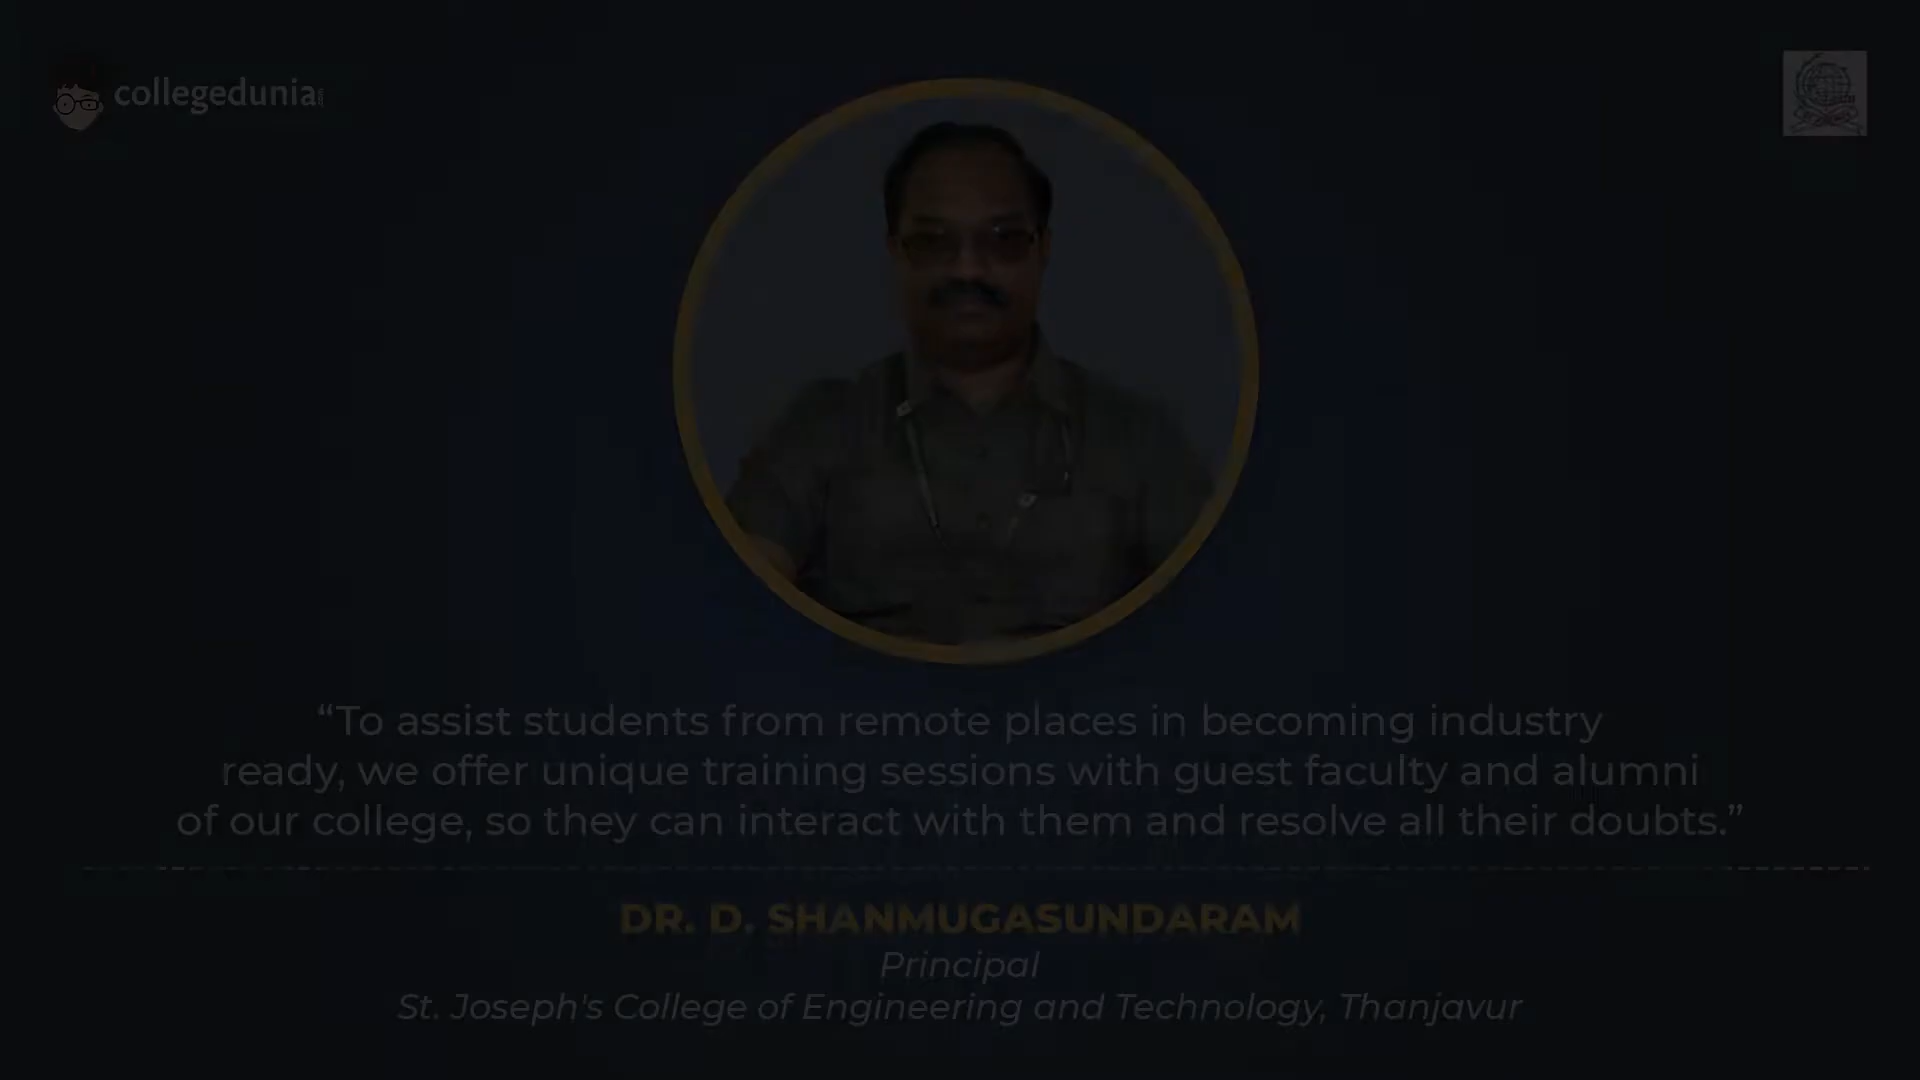 collegedunia
“To assist students from remote places in becoming industry
ready, we offer unique training sessions with guest faculty and alumni
of our college, so they can interact with them and resolve all their doubts.”
DR. D. SHANMUGASUNDARAM
Principal
St. Joseph's College of Engineering and Technology, Thanjavur